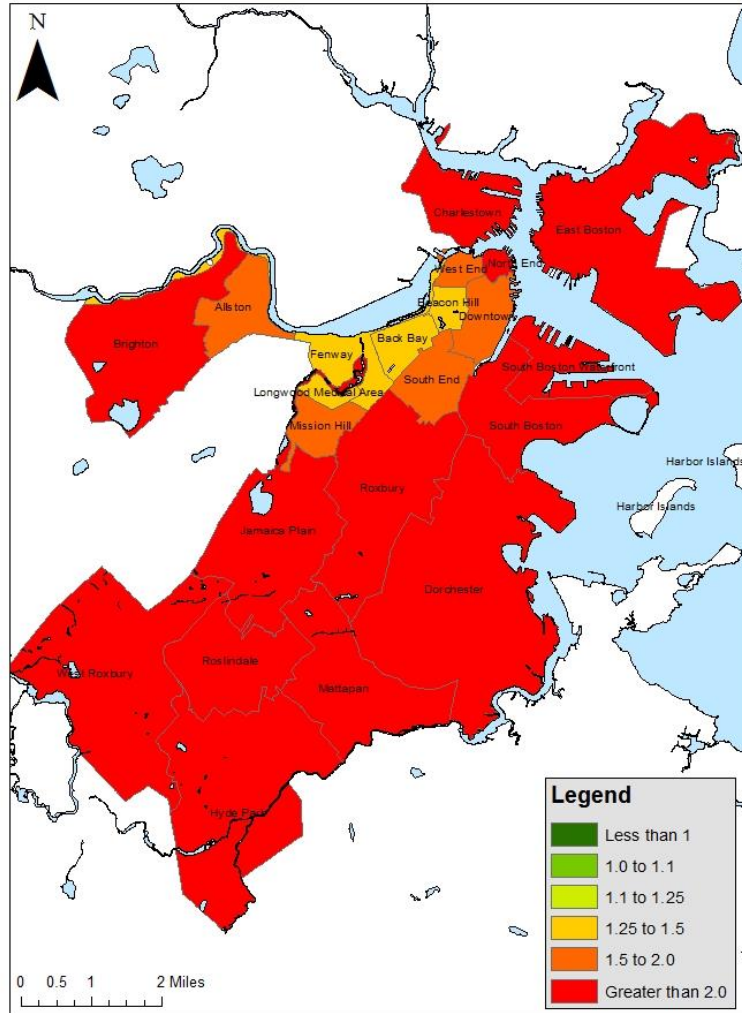 N
Charlestown
East Boston
North End
West End
Allston
Beacon Hill
Downtown
Back Bay
Brighton
Fenway
South Boston Waterfront
South End
Longwood Medical Area
Mission Hill
South Boston
Harbor Islands
Roxbury
Harbor Islands
Jamaica Plain
Dorchester
Roslindale
West Roxbury
Mattapan
Hyde Park
Legend
Less than 1
1.0 to 1.1
1.1 to 1.25
1.25 to 1.5
1.5 to 2.0
Greater than 2.0
0 0.5 1 2 Miles